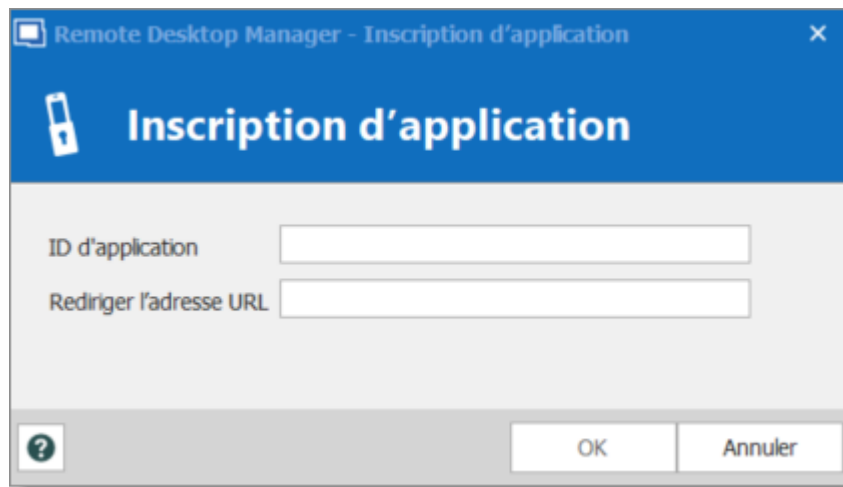 Remote Desktop Manager - Inscription d’application
Inscription d’application
ID d'application
Rediriger l’adresse URL
OK
Annuler